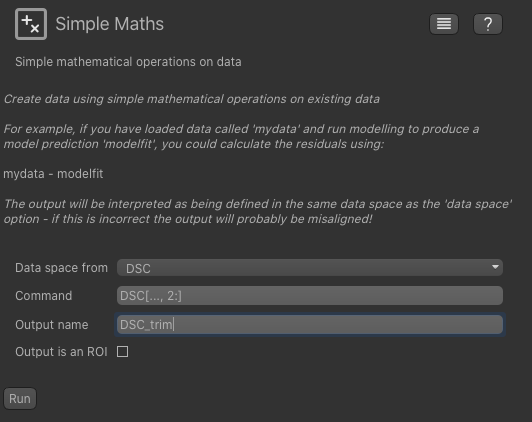 Simple Maths
?
Simple mathematical operations on data
Create data using simple mathematical operations on existing data
For example, if you have loaded data called 'mydata' and run modelling to produce a
model prediction 'modelfit', you could calculate the residuals using:
mydata - modelfit
The output will be interpreted as being defined in the same data space as the 'data space'
option - if this is incorrect the output will probably be misaligned!
Data space from DSC
Command DSC[..., 2:]
Output name DSC_trim
Output is an ROI
Run